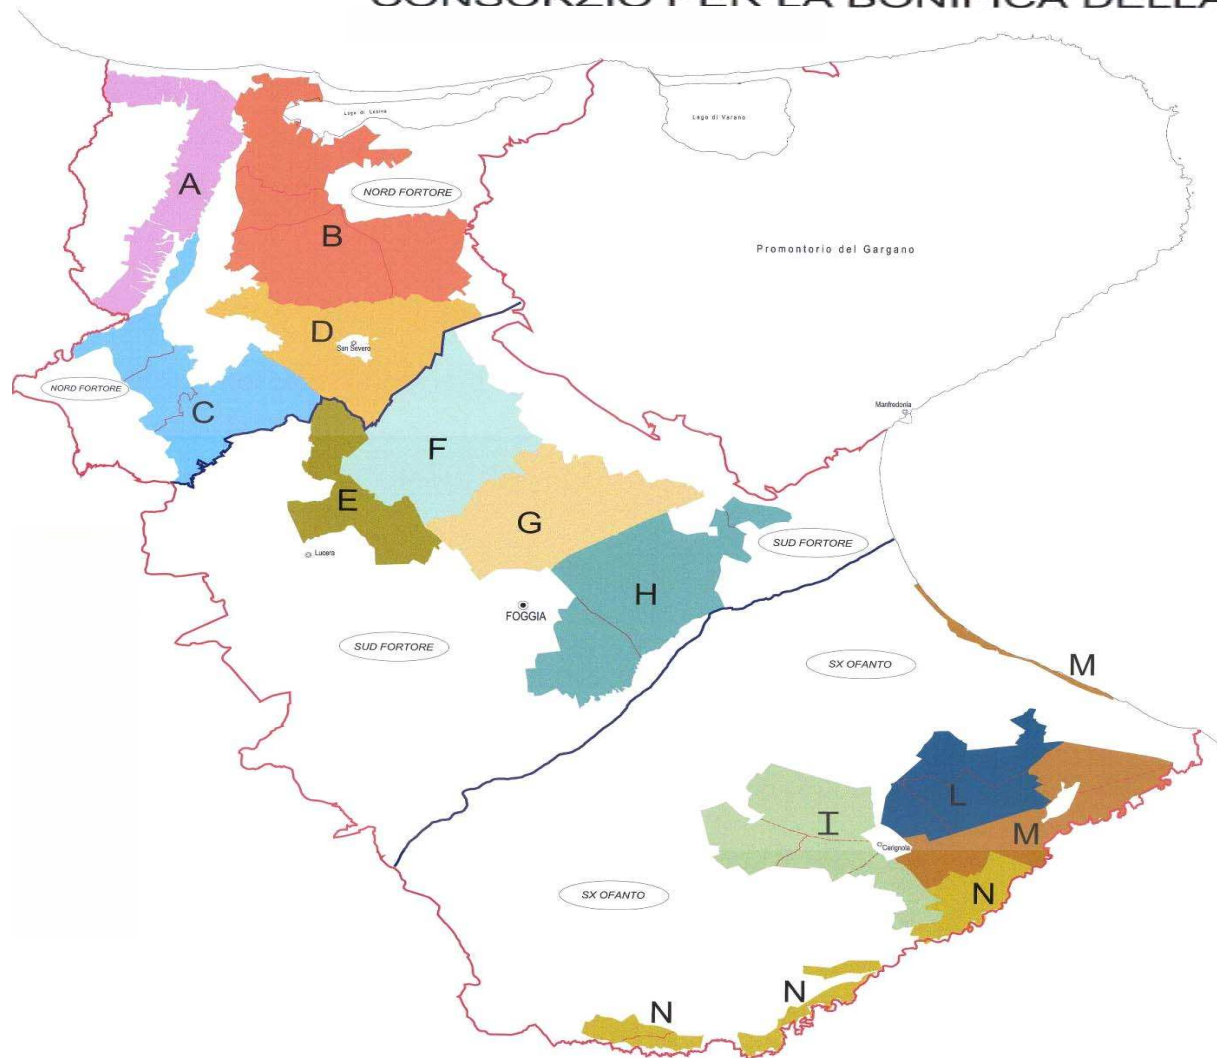 CONSORZIO PER LA BONIFICA DELLA
Lago di Lesina
Lago di Varano
A
NORD FORTORE
B
Promontorio del Gargano
D
San Severo
NORD FORTORE
C
Manfredonia
F
E
G
Lucera
SUD FORTORE
H
FOGGIA
SUD FORTORE
SX OFANTO
M
L
I
M
Cerignola
N
SX OFANTO
N
N